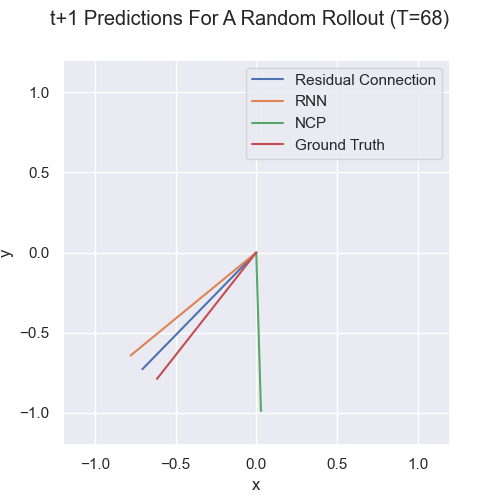 t+1 Predictions For A Random Rollout (T=68)
Residual Connection
RNN
NCP
Ground Truth
1.0
0.5
0.0
−0.5
−1.0
y
−1.0 −0.5 0.0 0.5 1.0
x